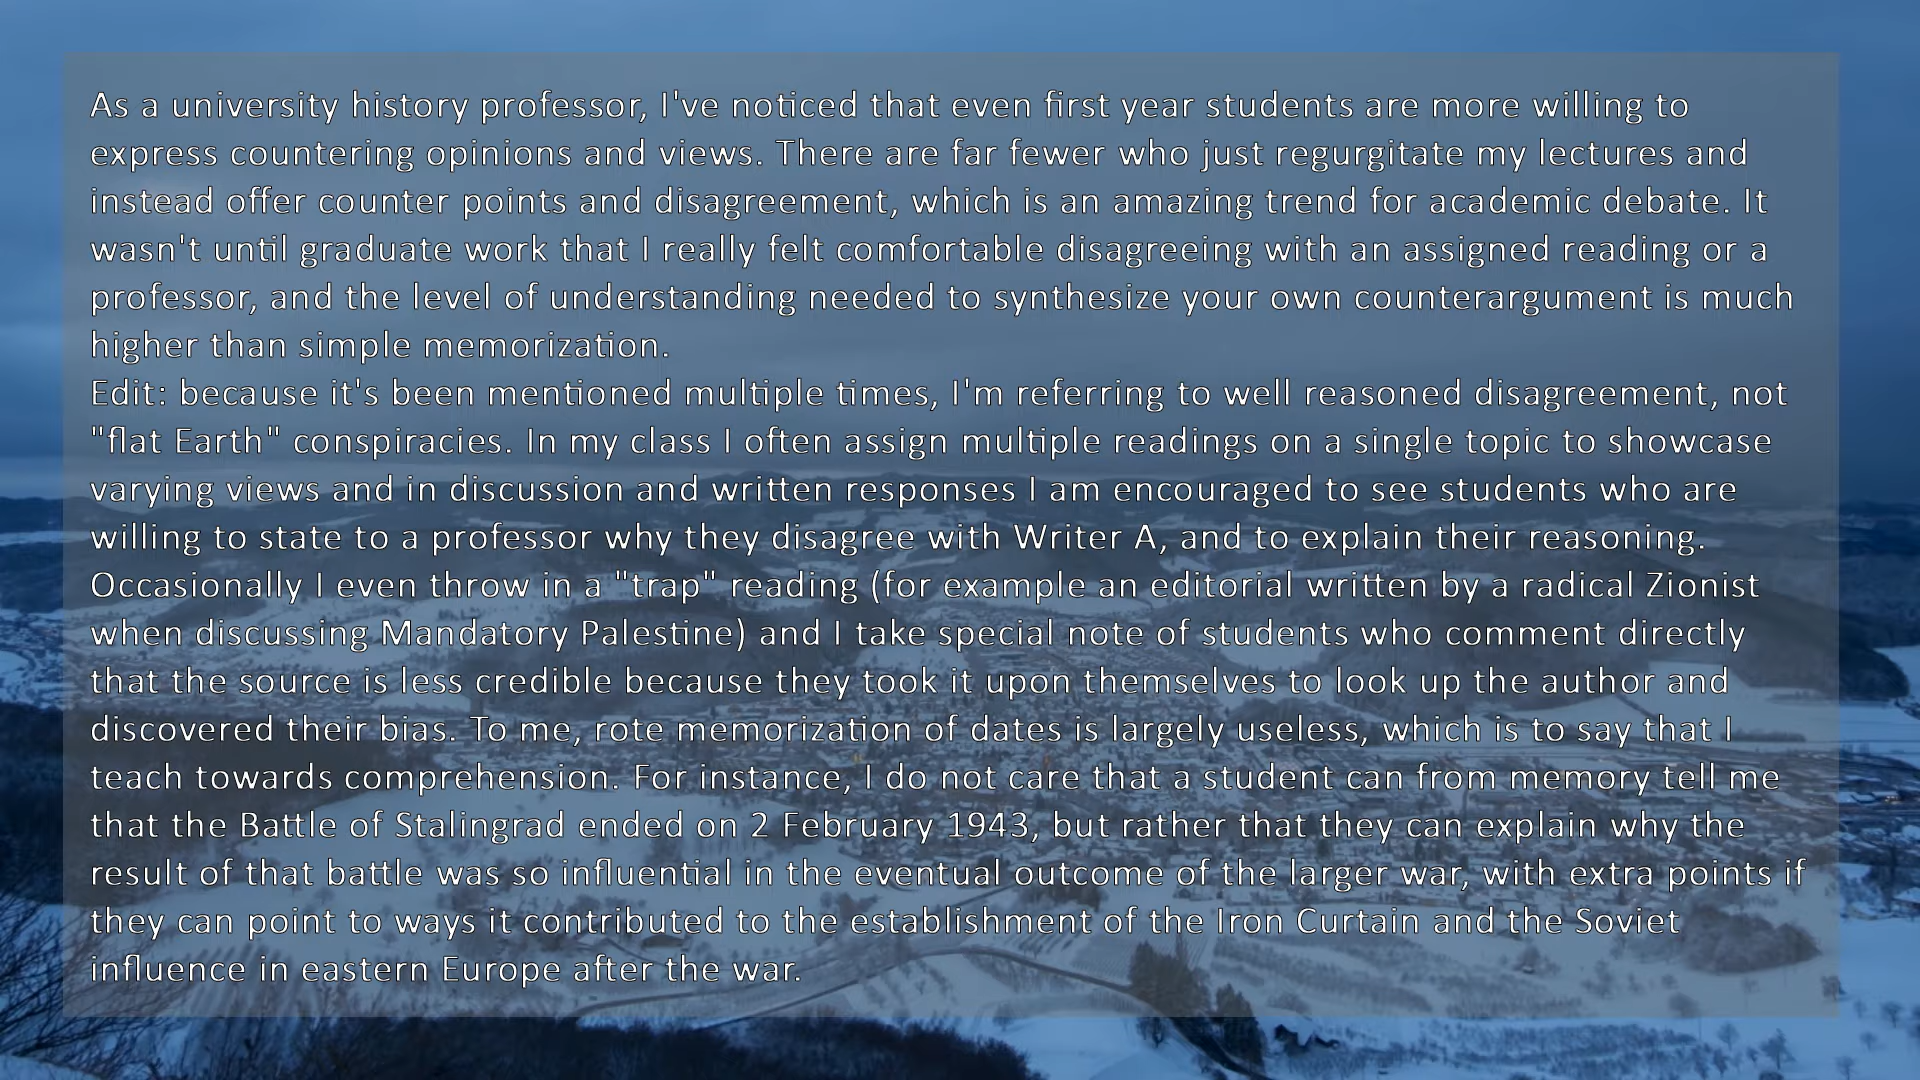 As a university history professor, I've noticed that even first year students are more willing to
express countering opinions and views. There are far fewer who just regurgitate my lectures and
instead offer counter points and disagreement, which is an amazing trend for academic debate. It
wasn't until graduate work that I really felt comfortable disagreeing with an assigned reading or a
professor, and the level of understanding needed to synthesize your own counterargument is much
higher than simple memorization.
Edit: because it's been mentioned multiple times, I'm referring to well reasoned disagreement, not
"flat Earth" conspiracies. In my class I often assign multiple readings on a single topic to showcase
varying views and in discussion and written responses I am encouraged to see students who are
willing to state to a professor why they disagree with Writer A, and to explain their reasoning.
Occasionally I even throw in a "trap" reading (for example an editorial written by a radical Zionist
when discussing Mandatory Palestine) and I take special note of students who comment directly
that the source is less credible because they took it upon themselves to look up the author and
discovered their bias. To me, rote memorization of dates is largely useless, which is to say that I
teach towards comprehension. For instance, I do not care that a student can from memory tell me
that the Battle of Stalingrad ended on 2 February 1943, but rather that they can explain why the
result of that battle was so influential in the eventual outcome of the larger war, with extra points if
they can point to ways it contributed to the establishment of the Iron Curtain and the Soviet
influence in eastern Europe after the war.